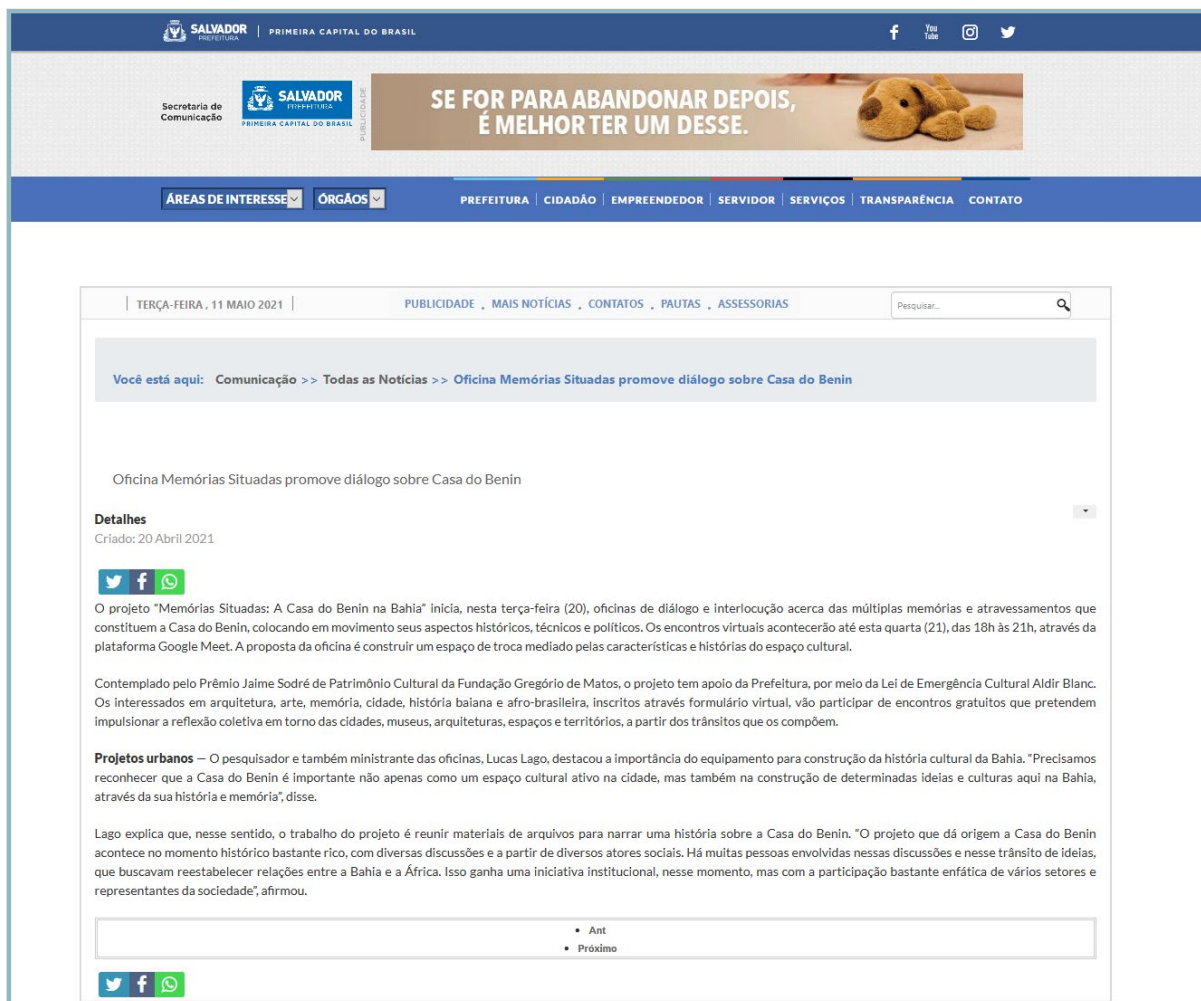 SALVADOR
PREFEITURA
PRIMEIRA CAPITAL DO BRASIL
f You Tube
Secretaria de
Comunicação
SALVADOR
PREFEITURA
PRIMEIRA CAPITAL DO BRASIL
PUBLICIDADE
SE FOR PARA ABANDONAR DEPOIS,
É MELHOR TER UM DESSE.
ÁREAS DE INTERESSE ÓRGÃOS PREFEITURA CIDADÃO EMPREENDEDOR SERVIDOR SERVIÇOS TRANSPARÊNCIA CONTATO
TERÇA-FEIRA , 11 MAIO 2021 PUBLICIDADE . MAIS NOTÍCIAS . CONTATOS . PAUTAS . ASSESSORIAS Pesquisar...
Você está aqui: Comunicação >> Todas as Notícias >> Oficina Memórias Situadas promove diálogo sobre Casa do Benin
Oficina Memórias Situadas promove diálogo sobre Casa do Benin
Detalhes
Criado: 20 Abril 2021
O projeto "Memórias Situadas: A Casa do Benin na Bahia" inicia, nesta terça-feira (20), oficinas de diálogo e interlocução acerca das múltiplas memórias e atravessamentos que
constituem a Casa do Benin, colocando em movimento seus aspectos históricos, técnicos e políticos. Os encontros virtuais acontecerão até esta quarta (21), das 18h às 21h, através da
plataforma Google Meet. A proposta da oficina é construir um espaço de troca mediado pelas características e histórias do espaço cultural.
Contemplado pelo Prêmio Jaime Sodré de Patrimônio Cultural da Fundação Gregório de Matos, o projeto tem apoio da Prefeitura, por meio da Lei de Emergência Cultural Aldir Blanc.
Os interessados em arquitetura, arte, memória, cidade, história baiana e afro-brasileira, inscritos através formulário virtual, vão participar de encontros gratuitos que pretendem
impulsionar a reflexão coletiva em torno das cidades, museus, arquiteturas, espaços e territórios, a partir dos trânsitos que os compõem.
Projetos urbanos — O pesquisador e também ministrante das oficinas, Lucas Lago, destacou a importância do equipamento para construção da história cultural da Bahia. "Precisamos
reconhecer que a Casa do Benin é importante não apenas como um espaço cultural ativo na cidade, mas também na construção de determinadas ideias e culturas aqui na Bahia,
através da sua história e memória", disse.
Lago explica que, nesse sentido, o trabalho do projeto é reunir materiais de arquivos para narrar uma história sobre a Casa do Benin. "O projeto que dá origem a Casa do Benin
acontece no momento histórico bastante rico, com diversas discussões e a partir de diversos atores sociais. Há muitas pessoas envolvidas nessas discussões e nesse trânsito de ideias,
que buscavam reestabelecer relações entre a Bahia e a África. Isso ganha uma iniciativa institucional, nesse momento, mas com a participação bastante enfática de vários setores e
representantes da sociedade", afirmou.
• Ant
• Próximo